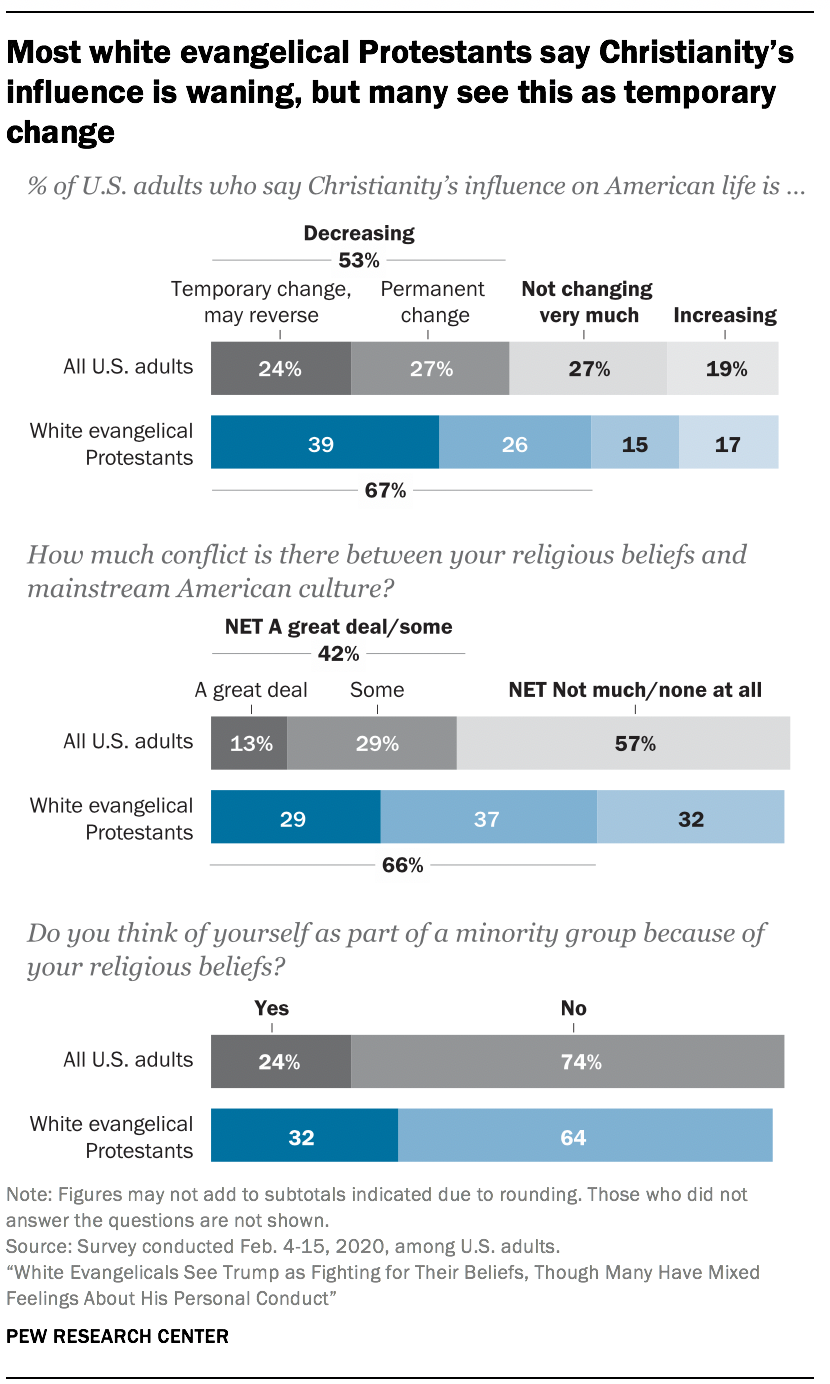 Most white evangelical Protestants say Christianity’s
influence is waning, but many see this as temporary
change
% of U.S. adults who say Christianity’s influence on American life is ...
Decreasing
53%
Temporary change,
may reverse
Permanent
change
Not changing
very much
Increasing
All U.S. adults
24%
27%
27%
19%
White evangelical
Protestants
39
26
15
17
67%
How much conflict is there between your religious beliefs and
mainstream American culture?
NET A great deal/some
42%
A great deal
Some
NET Not much/none at all
All U.S. adults
13%
29%
57%
White evangelical
Protestants
29
37
32
66%
Do you think of yourself as part of a minority group because of
your religious beliefs?
Yes
No
All U.S. adults
24%
74%
White evangelical
Protestants
32
64
Note: Figures may not add to subtotals indicated due to rounding. Those who did not
answer the questions are not shown.
Source: Survey conducted Feb. 4-15, 2020, among U.S. adults.
“White Evangelicals See Trump as Fighting for Their Beliefs, Though Many Have Mixed
Feelings About His Personal Conduct”
PEW RESEARCH CENTER